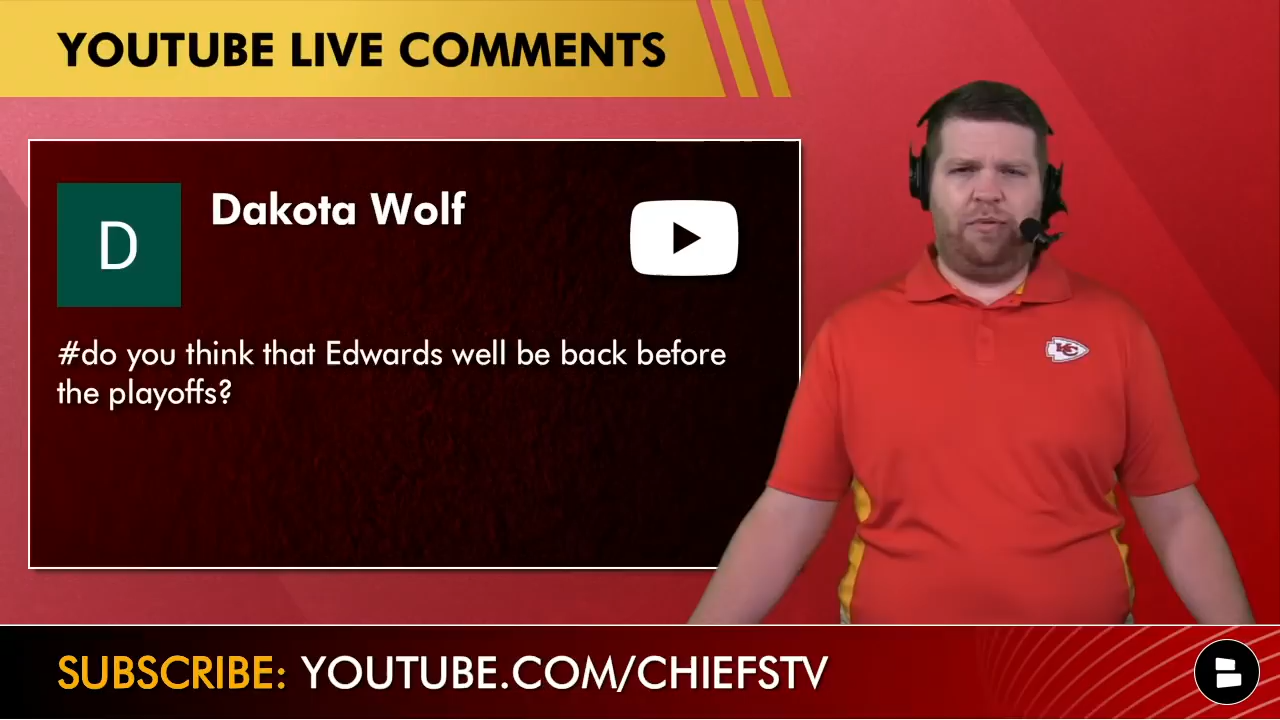 YOUTUBE LIVE COMMENTS
D
Dakota Wolf
#do you think that Edwards well be back before
the playoffs?
KC
SUBSCRIBE: YOUTUBE.COM/CHIEFSTV